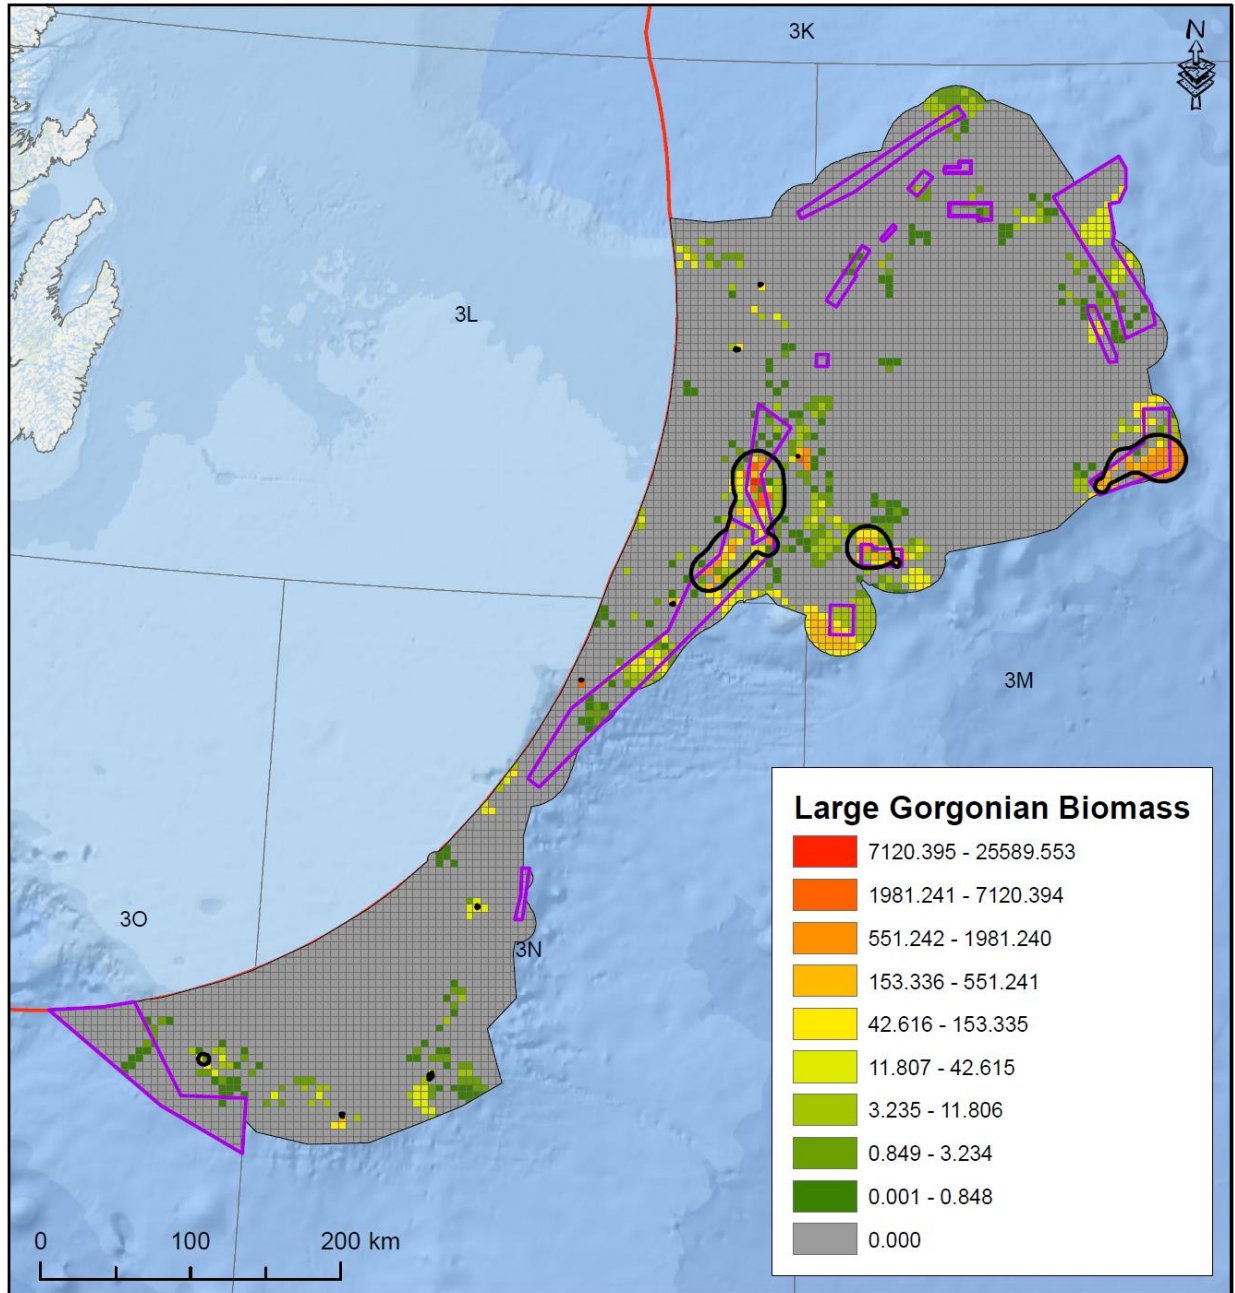 3K
N
3L
3M
3O
3N
Large Gorgonian Biomass
7120.395 - 25589.553
1981.241 - 7120.394
551.242 - 1981.240
153.336 - 551.241
42.616 - 153.335
11.807 - 42.615
3.235 - 11.806
0.849 - 3.234
0.001 - 0.848
0.000
0 100 200 km